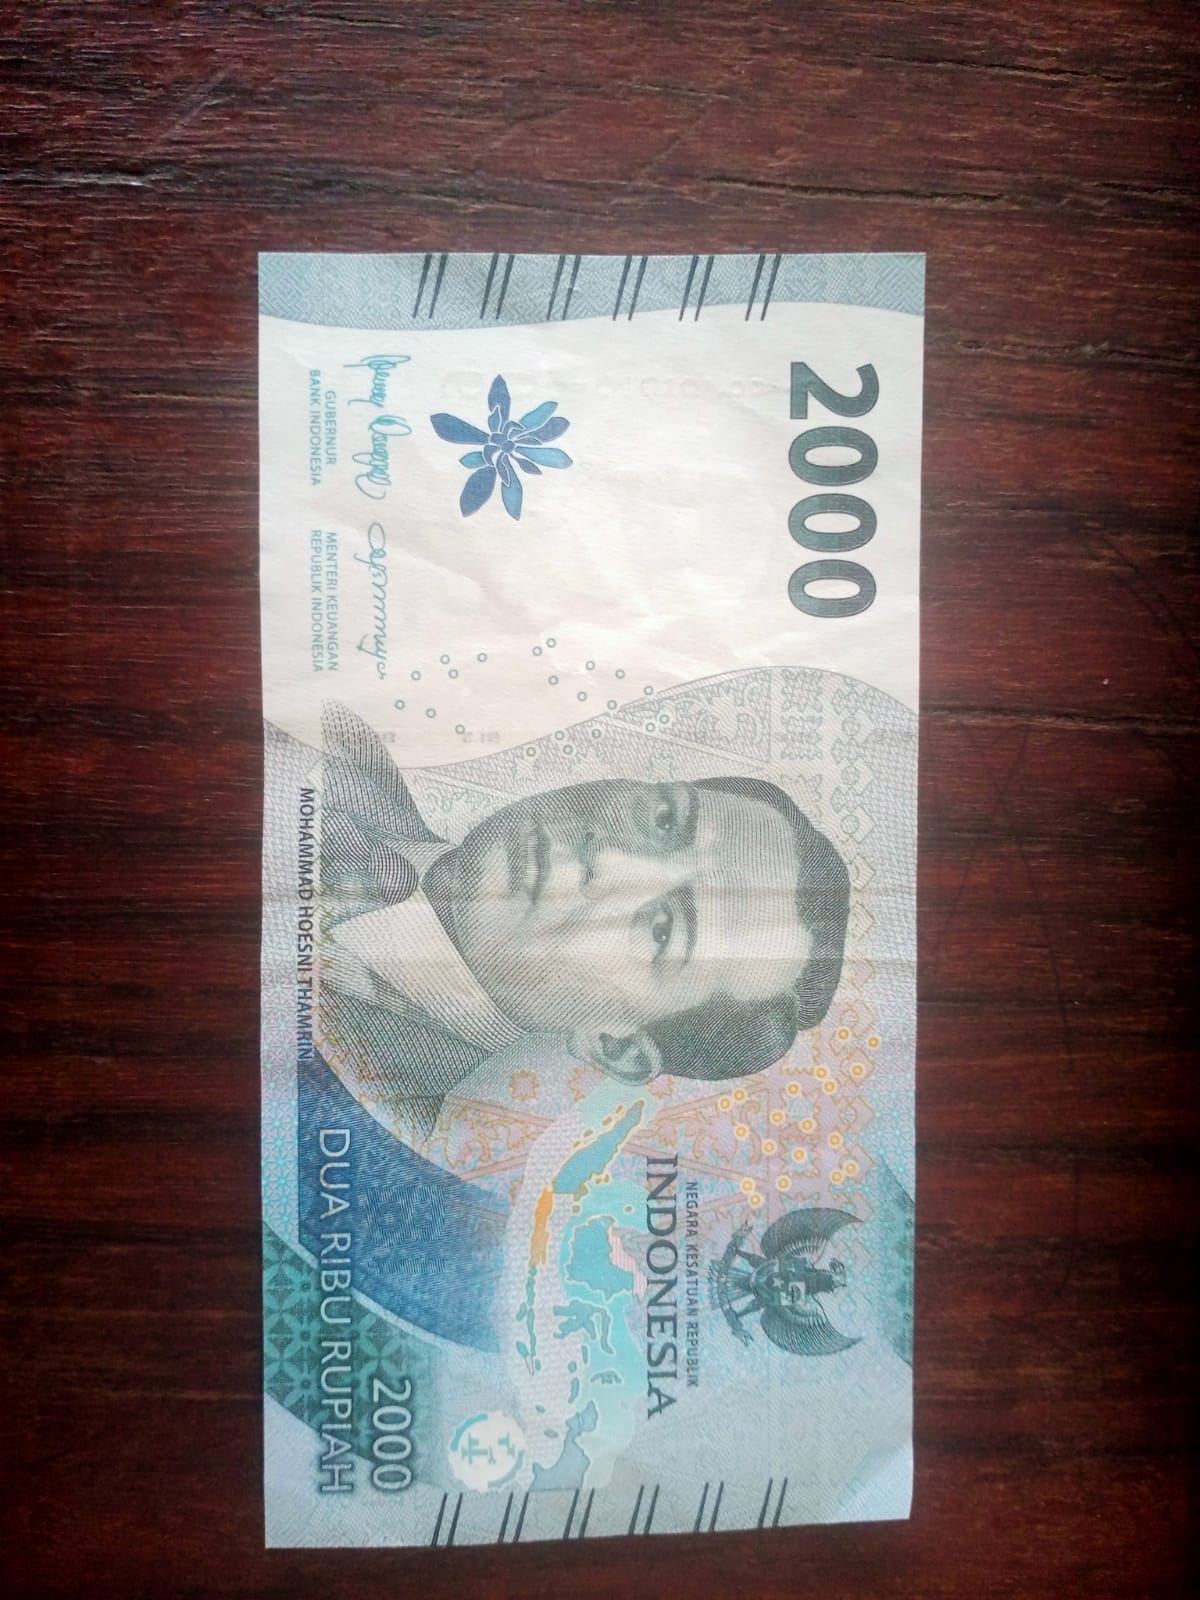 2000
GUBERNUR
BANK INDONESIA
MENTERI KEUANGAN
REPUBLIK INDONESIA
MOHAMMAD HOESNI THAMRIN
NEGARA KESATUAN REPUBLIK
INDONESIA
2000
DUA RIBU RUPIAH